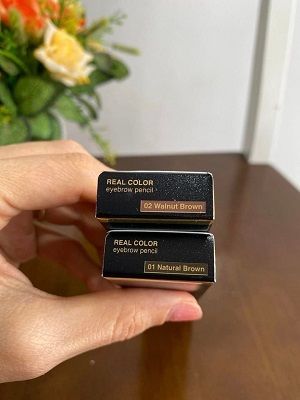 REAL COLOR
eyebrow pencil
02 Walnut Brown
REAL COLOR
eyebrow pencil
01 Natural Brown